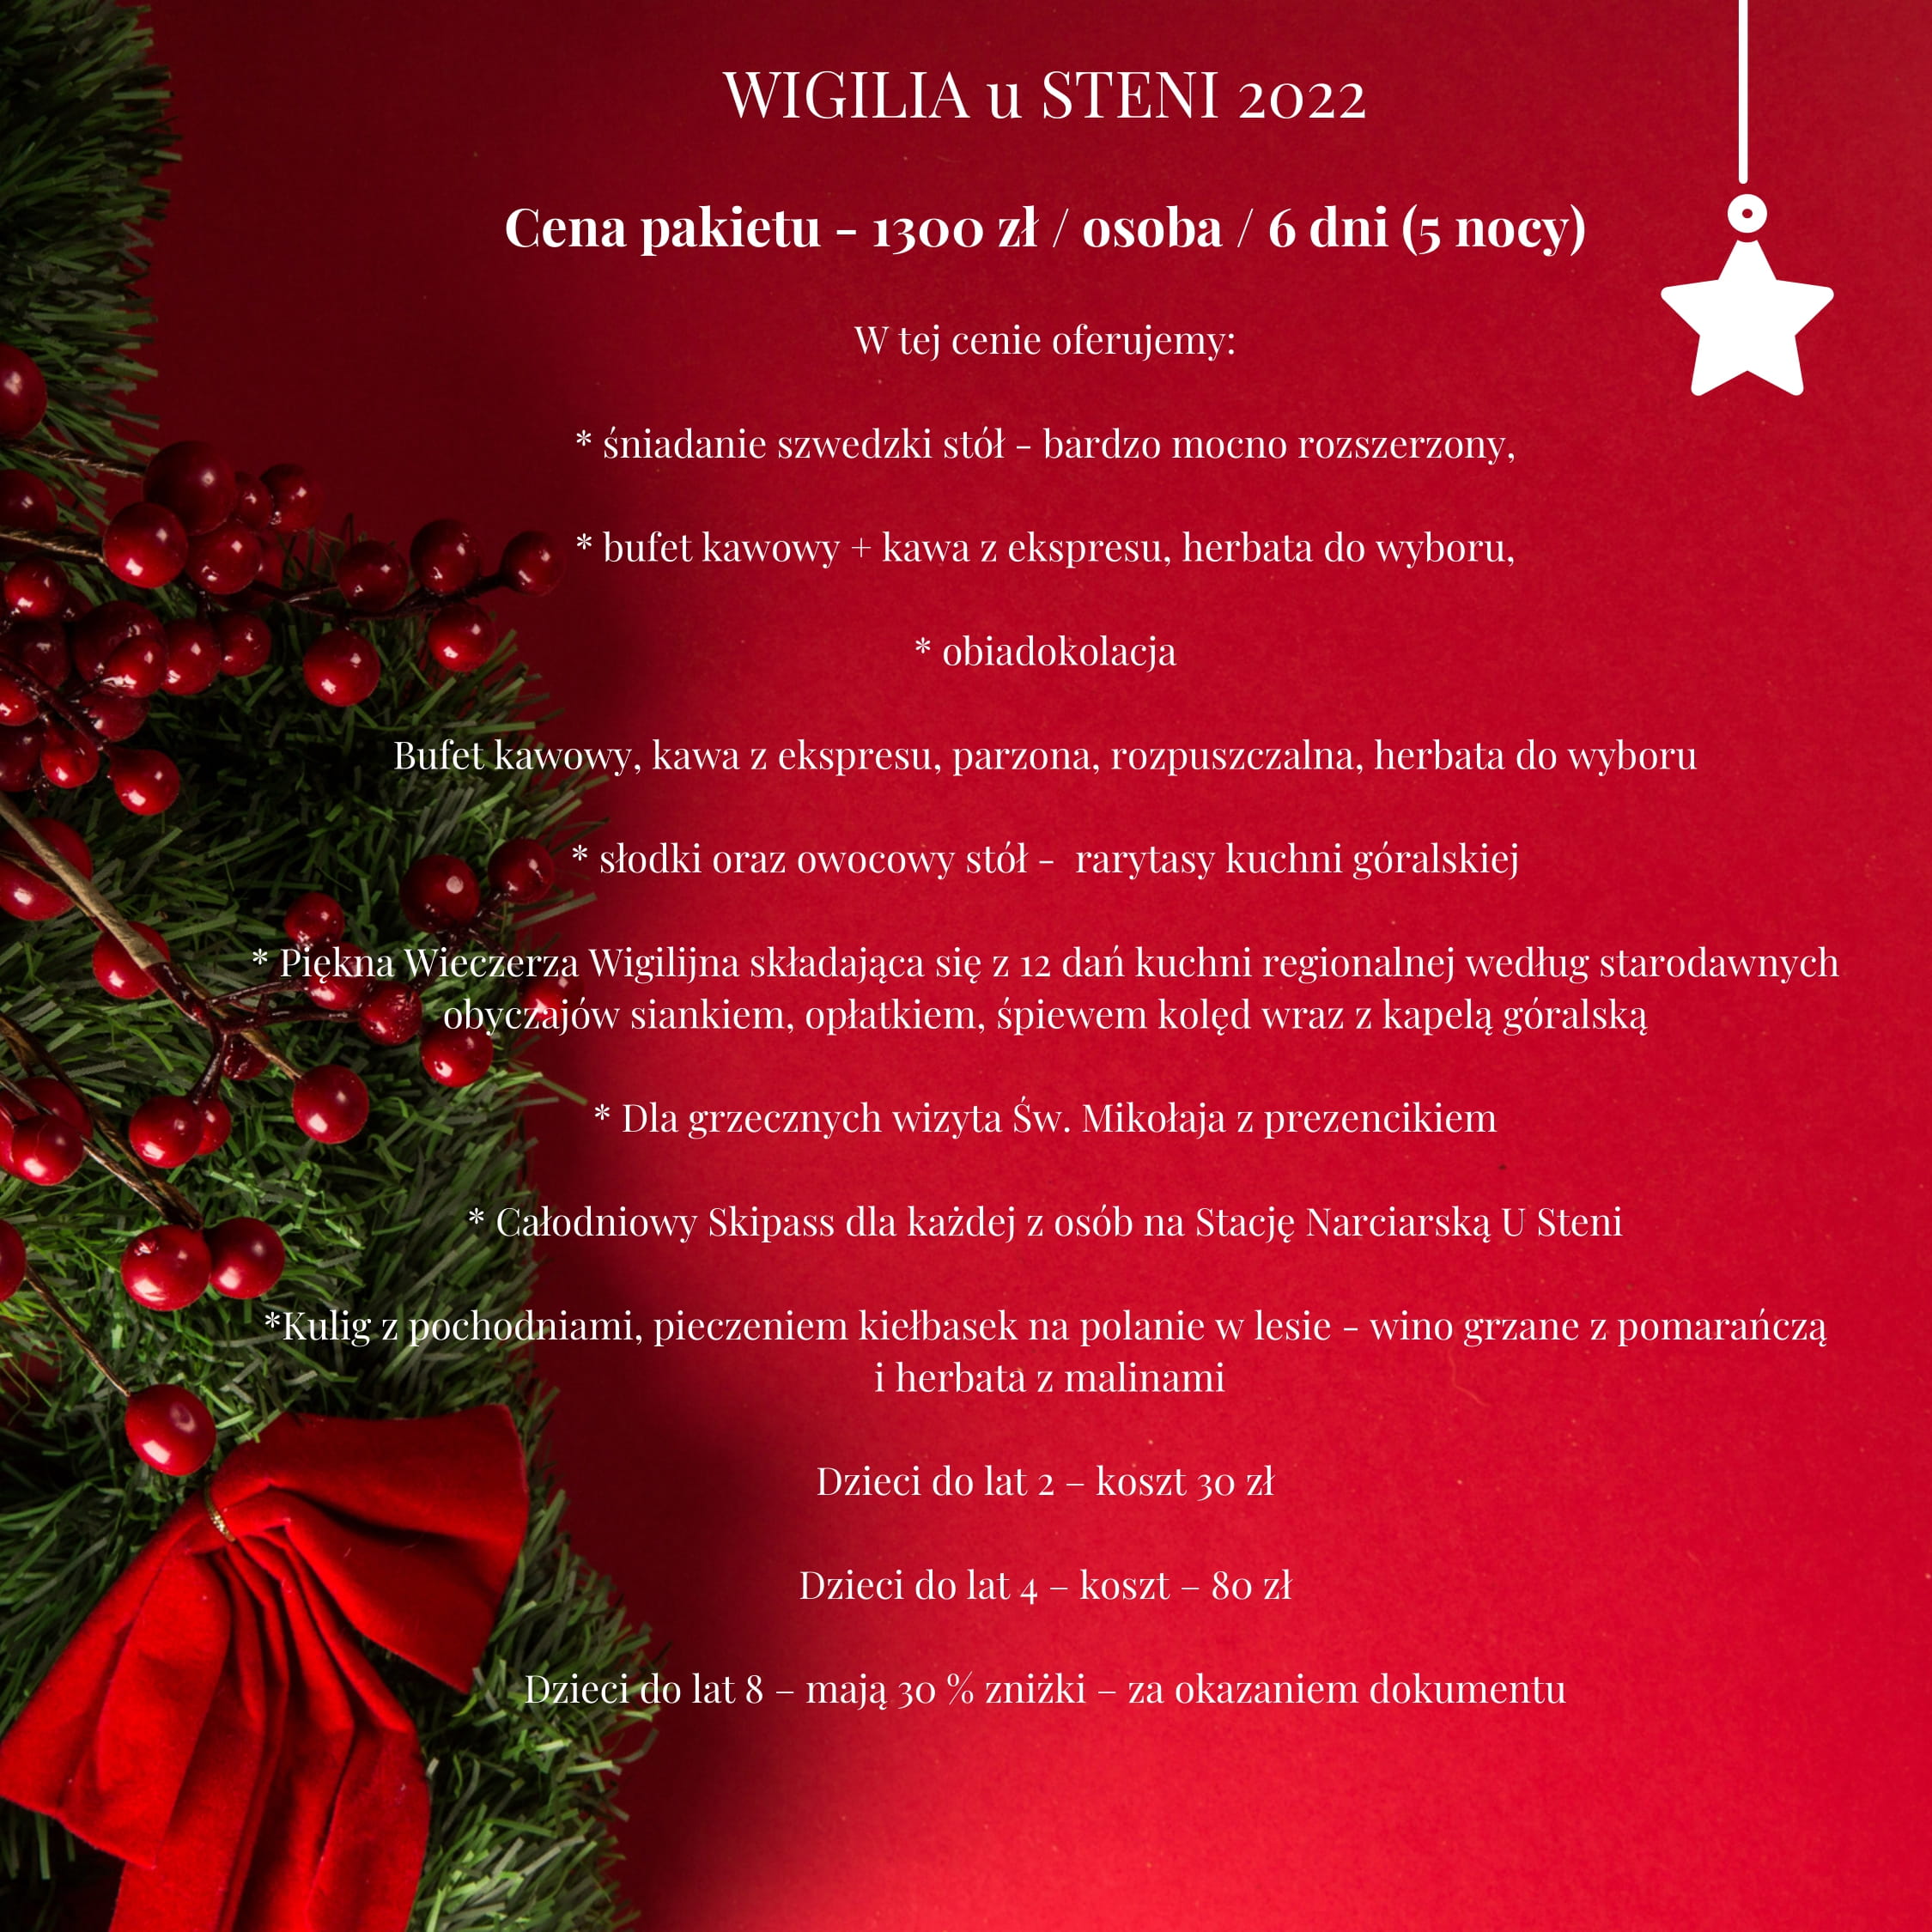 WIGILIA u STENI 2022
Cena pakietu - 1300 zł / osoba / 6 dni (5 nocy)
W tej cenie oferujemy:
* śniadanie szwedzki stół - bardzo mocno rozszerzony,
* bufet kawowy + kawa z ekspresu, herbata do wyboru,
* obiadokolacja
Bufet kawowy, kawa z ekspresu, parzona, rozpuszczalna, herbata do wyboru
* słodki oraz owocowy stół -  rarytasy kuchni góralskiej
* Piękna Wieczerza Wigilijna składająca się z 12 dań kuchni regionalnej według starodawnych
obyczajów siankiem, opłatkiem, śpiewem kolęd wraz z kapelą góralską
* Dla grzecznych wizyta Św. Mikołaja z prezencikiem
* Całodniowy Skipass dla każdej z osób na Stację Narciarską U Steni
*Kulig z pochodniami, pieczeniem kiełbasek na polanie w lesie - wino grzane z pomarańczą
i herbata z malinami
Dzieci do lat 2 – koszt 30 zł
Dzieci do lat 4 – koszt – 80 zł
Dzieci do lat 8 – mają 30 % zniżki – za okazaniem dokumentu